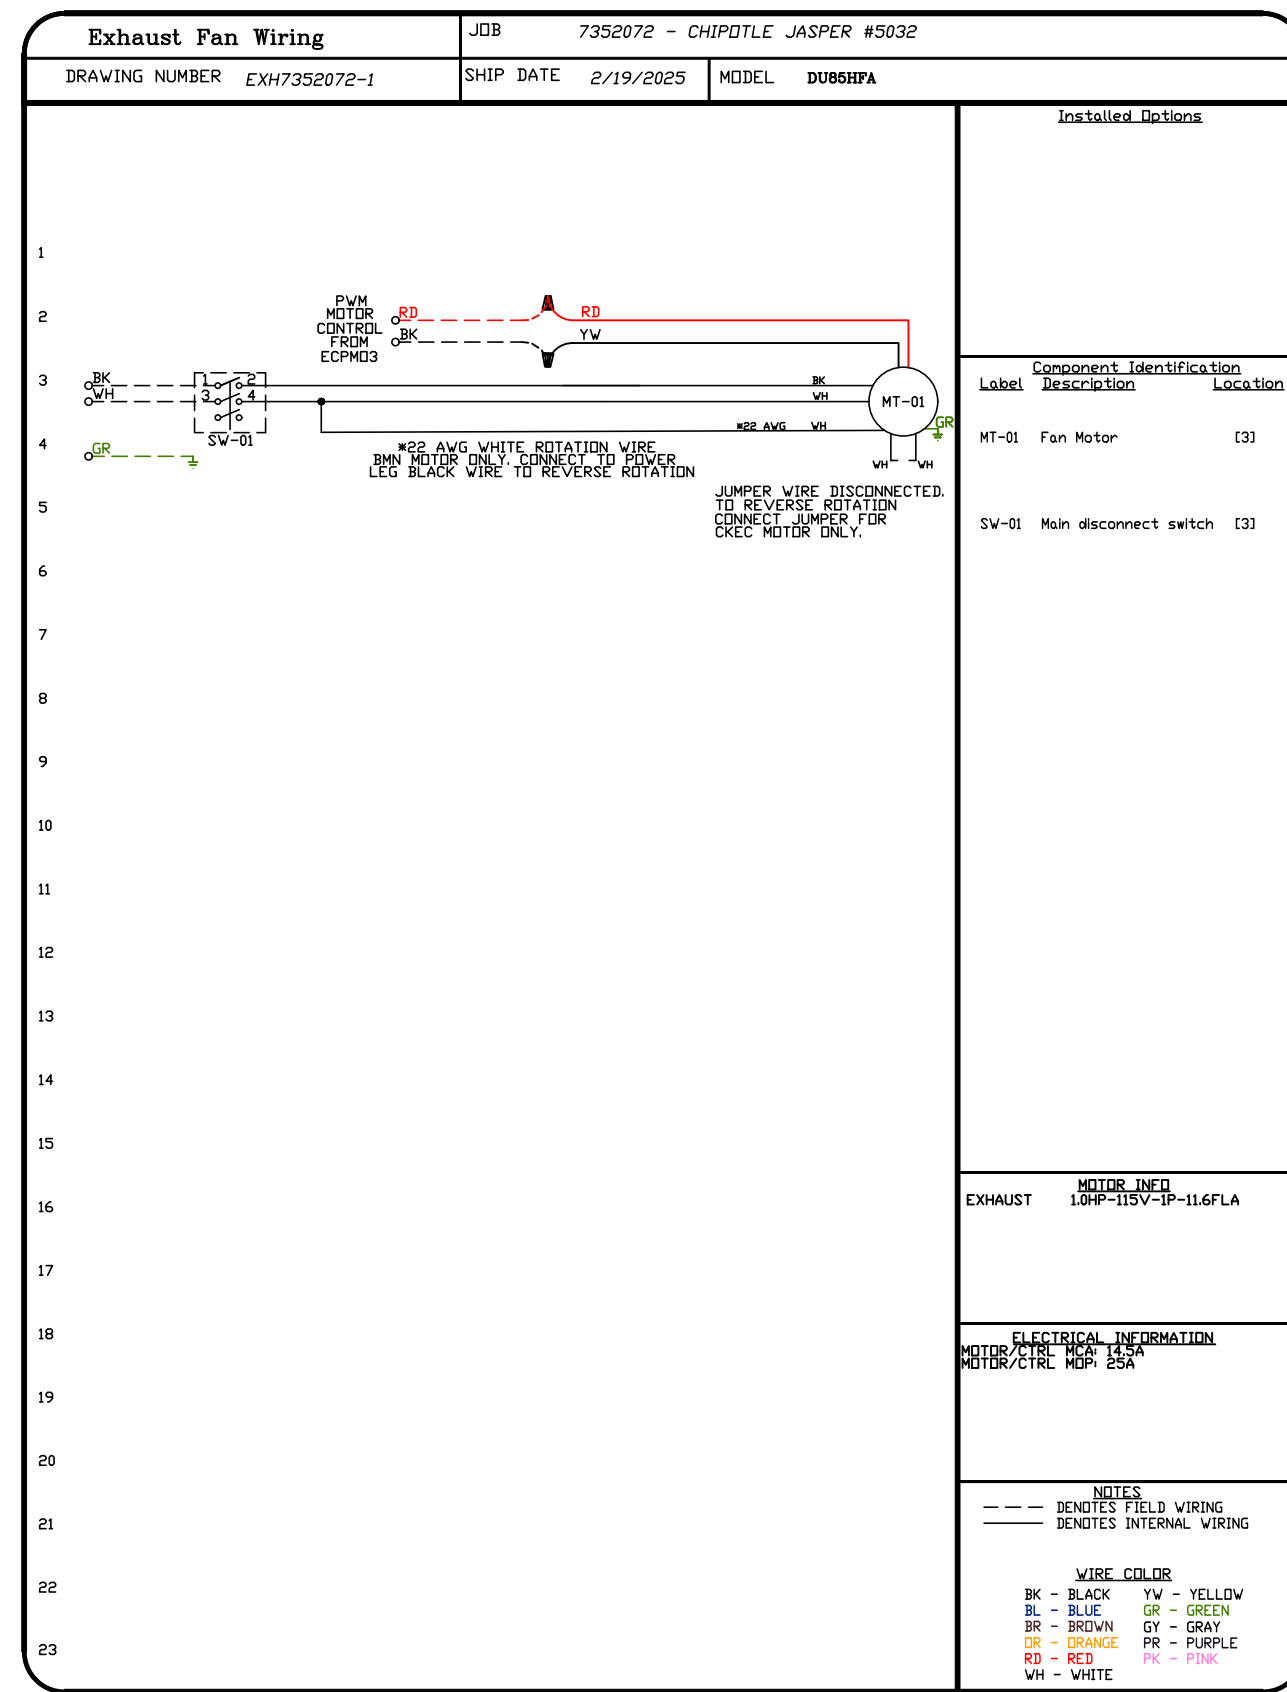 Exhaust Fan Wiring
JOB 7352072 - CHIPOTLE JASPER #5032
DRAWING NUMBER EXH7352072-1
SHIP DATE 2/19/2025
MODEL DU85HFA
Installed Options
1
2
3
4
5
6
7
8
9
10
11
12
13
14
15
16
17
18
19
20
21
22
23
PWM
MOTOR
CONTROL
FROM
ECPM03
RD
BK
RD
YW
BK
WH
1 2
3 4
SW-01
GR
BK
WH
*22 AWG WH
MT-01
GR
WH WH
*22 AWG WHITE ROTATION WIRE
BMN MOTOR ONLY. CONNECT TO POWER
LEG BLACK WIRE TO REVERSE ROTATION
JUMPER WIRE DISCONNECTED.
TO REVERSE ROTATION
CONNECT JUMPER FOR
CKEC MOTOR ONLY.
Component Identification
Label Description Location
MT-01 Fan Motor [3]
SW-01 Main disconnect switch [3]
MOTOR INFO
EXHAUST 1.0HP-115V-1P-11.6FLA
ELECTRICAL INFORMATION
MOTOR/CTRL MCA: 14.5A
MOTOR/CTRL MOP: 25A
NOTES
DENOTES FIELD WIRING
DENOTES INTERNAL WIRING
WIRE COLOR
BK - BLACK YW - YELLOW
BL - BLUE GR - GREEN
BR - BROWN GY - GRAY
OR - ORANGE PR - PURPLE
RD - RED PK - PINK
WH - WHITE